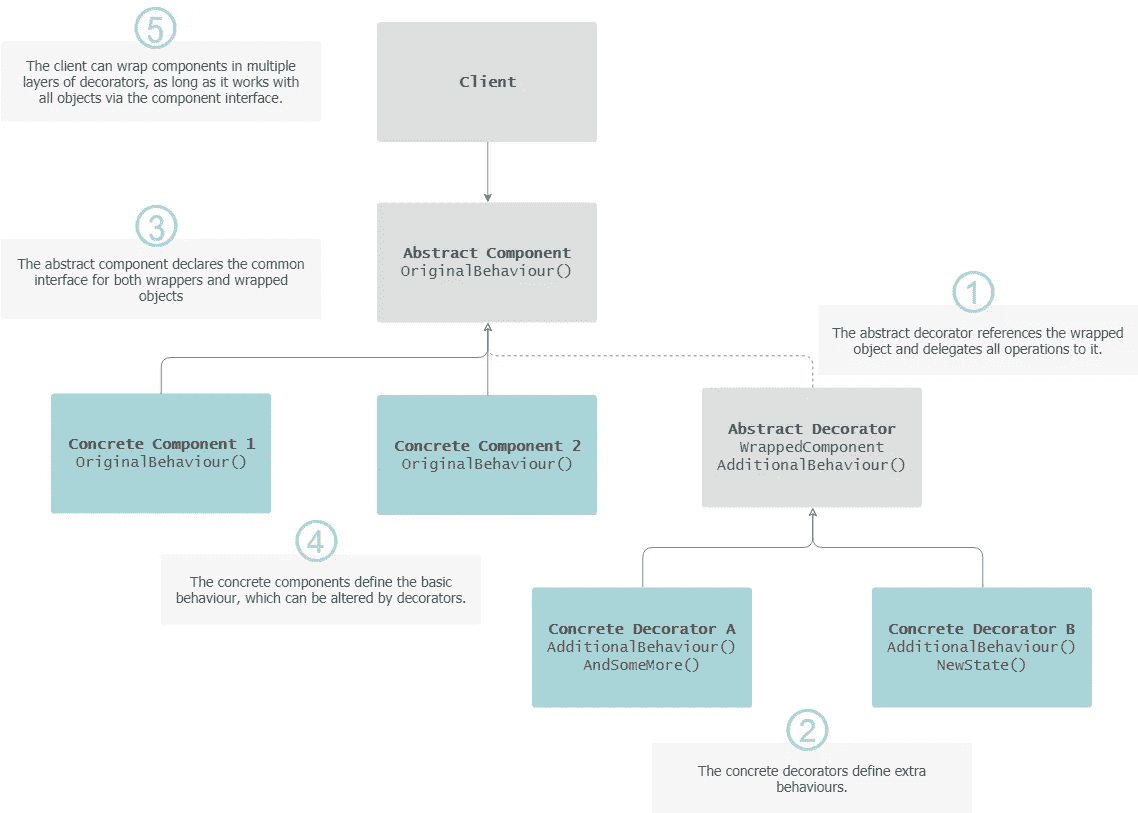 5
The client can wrap components in multiple
layers of decorators, as long as it works with
all objects via the component interface.
Client
3
The abstract component declares the common
interface for both wrappers and wrapped
objects
Abstract Component
OriginalBehaviour()
1
The abstract decorator references the wrapped
object and delegates all operations to it.
Concrete Component 1
OriginalBehaviour()
Concrete Component 2
OriginalBehaviour()
Abstract Decorator
WrappedComponent
AdditionalBehaviour()
4
The concrete components define the basic
behaviour, which can be altered by decorators.
Concrete Decorator A
AdditionalBehaviour()
AndSomeMore()
Concrete Decorator B
AdditionalBehaviour()
NewState()
2
The concrete decorators define extra
behaviours.